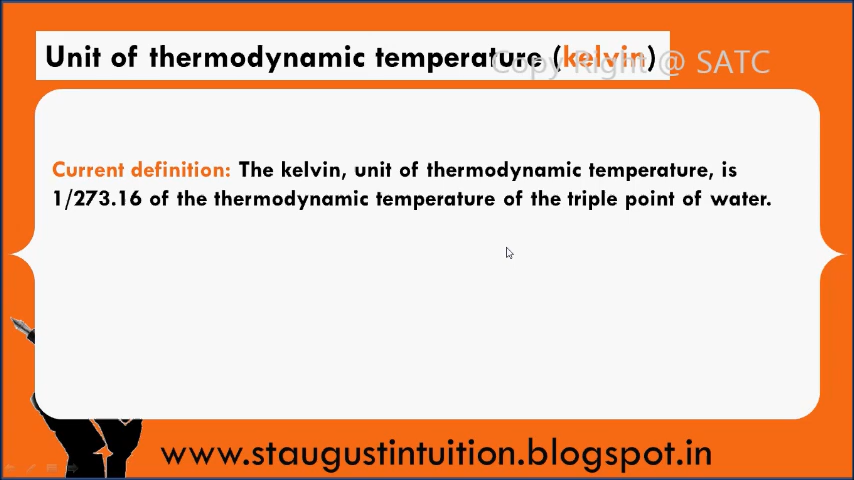 Unit of thermodynamic temperature (kelvin)
Copy Right @ SATC
Current definition: The kelvin, unit of thermodynamic temperature, is
1/273.16 of the thermodynamic temperature of the triple point of water.
www.staugustintuition.blogspot.in